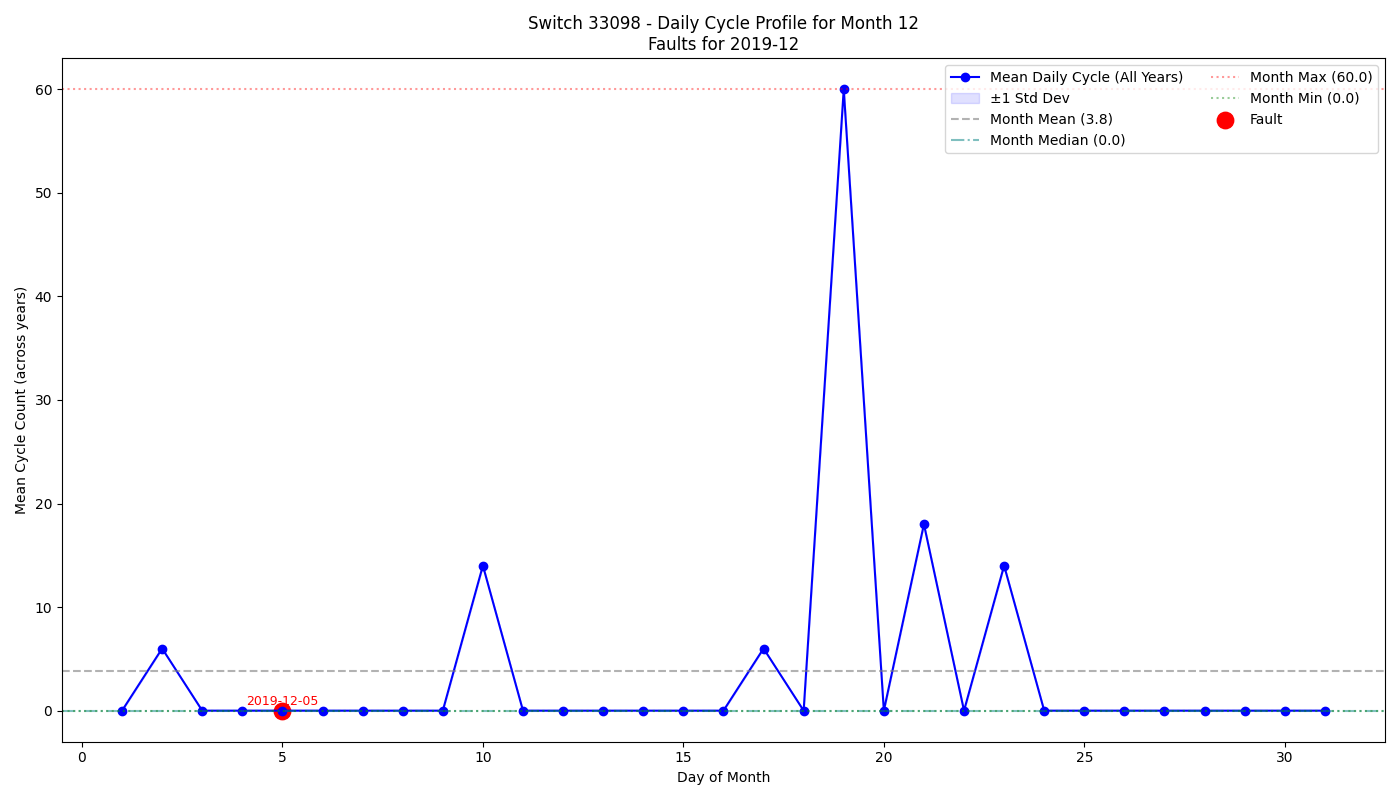 Switch 33098 - Daily Cycle Profile for Month 12
Faults for 2019-12
Mean Daily Cycle (All Years)
±1 Std Dev
Month Mean (3.8)
Month Median (0.0)
Month Max (60.0)
Month Min (0.0)
Fault
Mean Cycle Count (across years)
60
50
40
30
20
10
0
2019-12-05
0
5
10
15
20
25
30
Day of Month